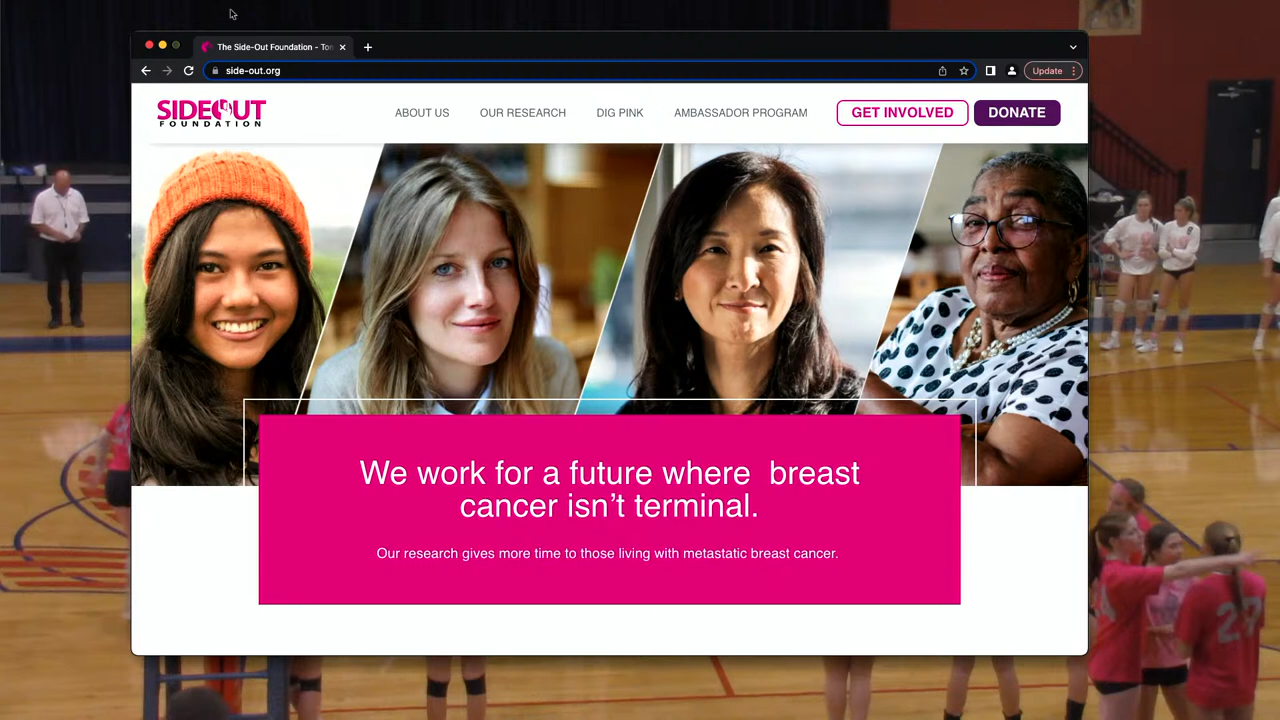 The Side-Out Foundation - Ton
side-out.org
Update
SIDEOUT
FOUNDATION
ABOUT US
OUR RESEARCH
DIG PINK
AMBASSADOR PROGRAM
GET INVOLVED
DONATE
We work for a future where breast
cancer isn't terminal.
Our research gives more time to those living with metastatic breast cancer.